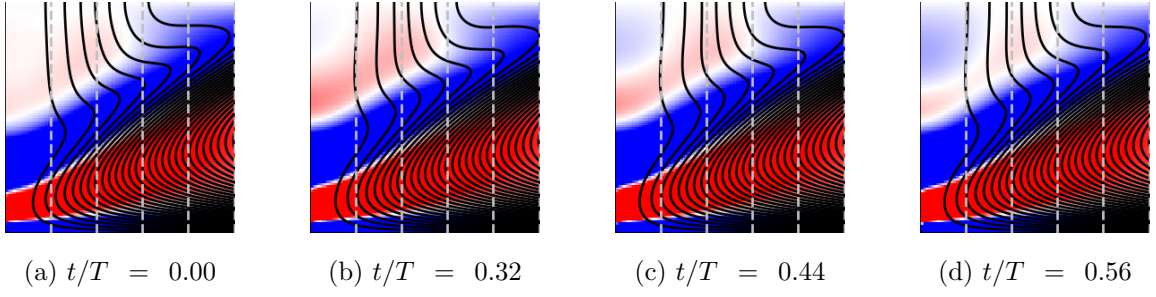 (a) t/T = 0.00
(b) t/T = 0.32
(c) t/T = 0.44
(d) t/T = 0.56